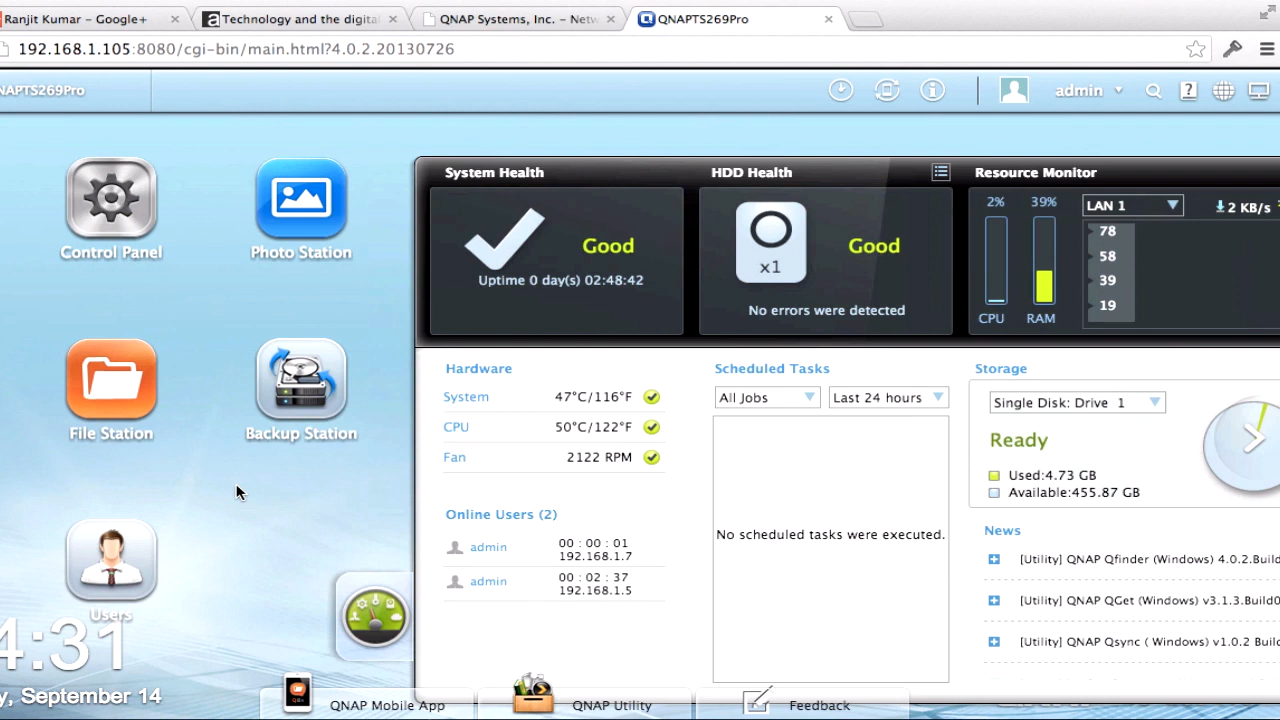 Ranjit Kumar - Google+
Technology and the digital
QNAP Systems, Inc. - Netw
QNAPTS269Pro
192.168.1.105:8080/cgi-bin/main.html?4.0.2.20130726
NAPTS269Pro
admin
?
Control Panel
Photo Station
File Station
Backup Station
Users
4:31
y, September 14
System Health
Good
Uptime 0 day(s) 02:48:42
HDD Health
x1
Good
No errors were detected
Resource Monitor
2% 39%
CPU RAM
LAN 1
2 KB/s
78
58
39
19
Hardware
System 47°C/116°F
CPU 50°C/122°F
Fan 2122 RPM
Online Users (2)
admin 00 : 00 : 01
192.168.1.7
admin 00 : 02 : 37
192.168.1.5
Scheduled Tasks
All Jobs Last 24 hours
No scheduled tasks were executed.
Storage
Single Disk: Drive 1
Ready
Used:4.73 GB
Available:455.87 GB
News
[Utility] QNAP Qfinder (Windows) 4.0.2.Build
[Utility] QNAP QGet (Windows) v3.1.3.Build0
[Utility] QNAP Qsync ( Windows) v1.0.2 Build
QNAP Mobile App
QNAP Utility
Feedback